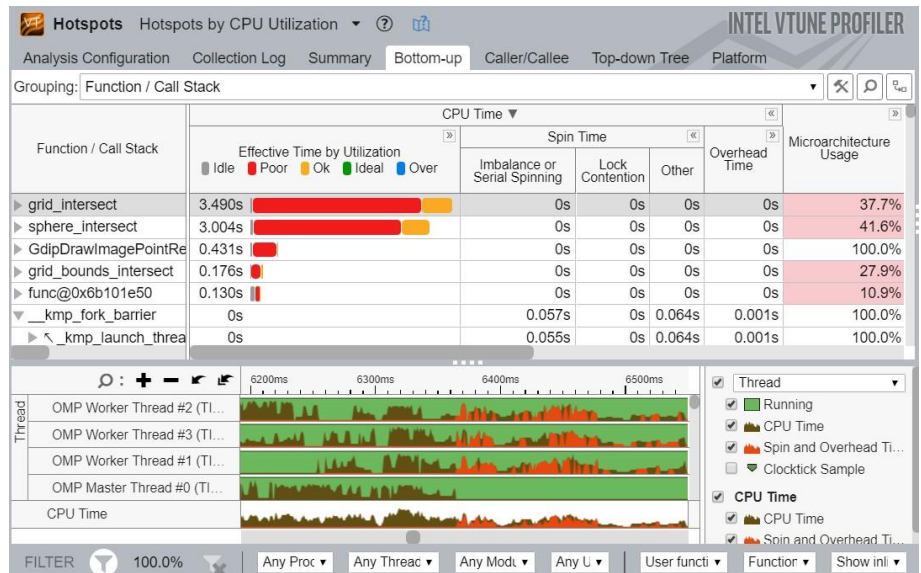 Hotspots Hotspots by CPU Utilization INTEL VTUNE PROFILER
Analysis Configuration Collection Log Summary Bottom-up Caller/Callee Top-down Tree Platform
Grouping: Function / Call Stack
Function / Call Stack
CPU Time
Effective Time by Utilization
Idle Poor Ok Ideal Over
Spin Time
Imbalance or
Serial Spinning
Lock
Contention
Other
Overhead
Time
Microarchitecture
Usage
grid_intersect 3.490s 0s 0s 0s 0s 37.7%
sphere_intersect 3.004s 0s 0s 0s 0s 41.6%
GdipDrawImagePointRe 0.431s 0s 0s 0s 0s 100.0%
grid_bounds_intersect 0.176s 0s 0s 0s 0s 27.9%
func@0x6b101e50 0.130s 0s 0s 0s 0s 10.9%
__kmp_fork_barrier 0s 0.057s 0s 0.064s 0.001s 100.0%
_kmp_launch_threa 0s 0.055s 0s 0.064s 0.001s 100.0%
6200ms 6300ms 6400ms 6500ms
Thread
OMP Worker Thread #2 (TI...
OMP Worker Thread #3 (TI...
OMP Worker Thread #1 (TI...
OMP Master Thread #0 (TI...
CPU Time
Thread
Running
CPU Time
Spin and Overhead Ti...
Clocktick Sample
CPU Time
CPU Time
Spin and Overhead Ti...
FILTER 100.0% Any Proc Any Threac Any Modu Any U User functi Function Show inli